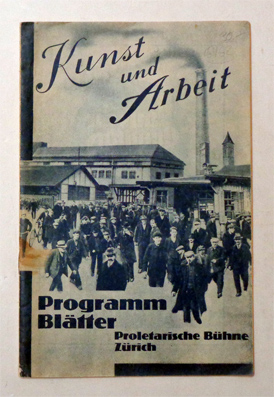 Kunst
und
Arbeit
Programm
Blätter
Proletarische Bühne
Zürich